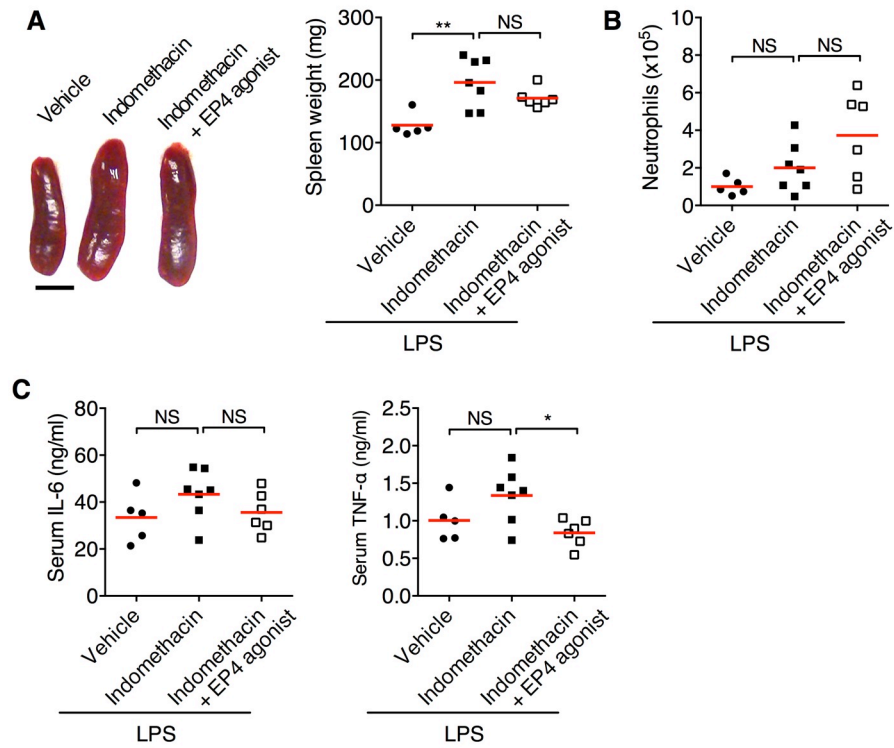 A
Vehicle
Indomethacin
Indomethacin
+ EP4 agonist
Spleen weight (mg)
300
200
100
0
**
NS
Vehicle
Indomethacin
Indomethacin
+ EP4 agonist
LPS
B
Neutrophils (x10⁵)
10
8
6
4
2
0
NS
NS
Vehicle
Indomethacin
Indomethacin
+ EP4 agonist
LPS
C
Serum IL-6 (ng/ml)
80
60
40
20
0
NS
NS
Vehicle
Indomethacin
Indomethacin
+ EP4 agonist
LPS
Serum TNF-α (ng/ml)
2.5
2.0
1.5
1.0
0.5
0.0
NS
*
Vehicle
Indomethacin
Indomethacin
+ EP4 agonist
LPS